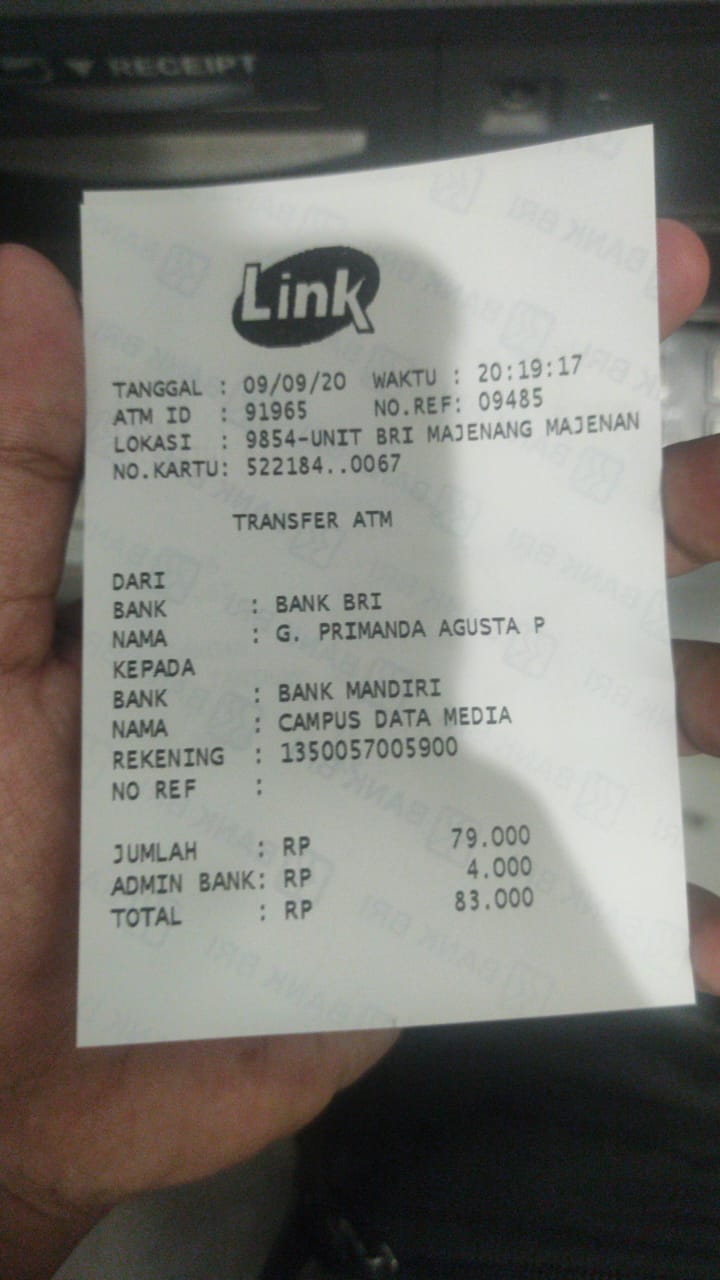 RECEIPT
Link
TANGGAL : 09/09/20 WAKTU : 20:19:17
ATM ID : 91965 NO.REF: 09485
LOKASI : 9854-UNIT BRI MAJENANG MAJENAN
NO.KARTU: 522184..0067
TRANSFER ATM
DARI
BANK : BANK BRI
NAMA : G. PRIMANDA AGUSTA P
KEPADA
BANK : BANK MANDIRI
NAMA : CAMPUS DATA MEDIA
REKENING : 1350057005900
NO REF :
JUMLAH : RP 79.000
ADMIN BANK: RP 4.000
TOTAL : RP 83.000